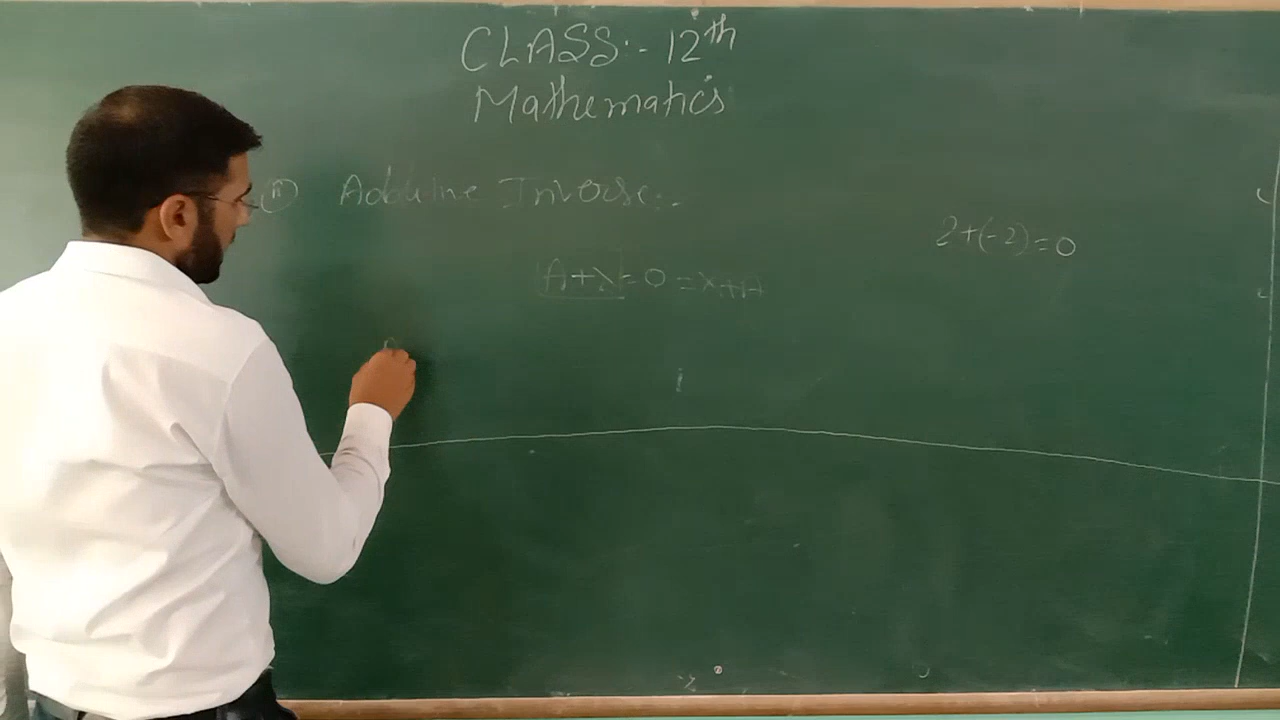 CLASS:- 12th
Mathematics
(ii) Additive Inverse:-
2+(-2)=0
A+X=0=X+A